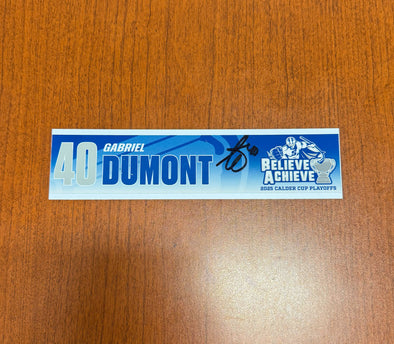 40 GABRIEL
DUMONT
BELIEVE
ACHIEVE
2025 CALDER CUP PLAYOFFS